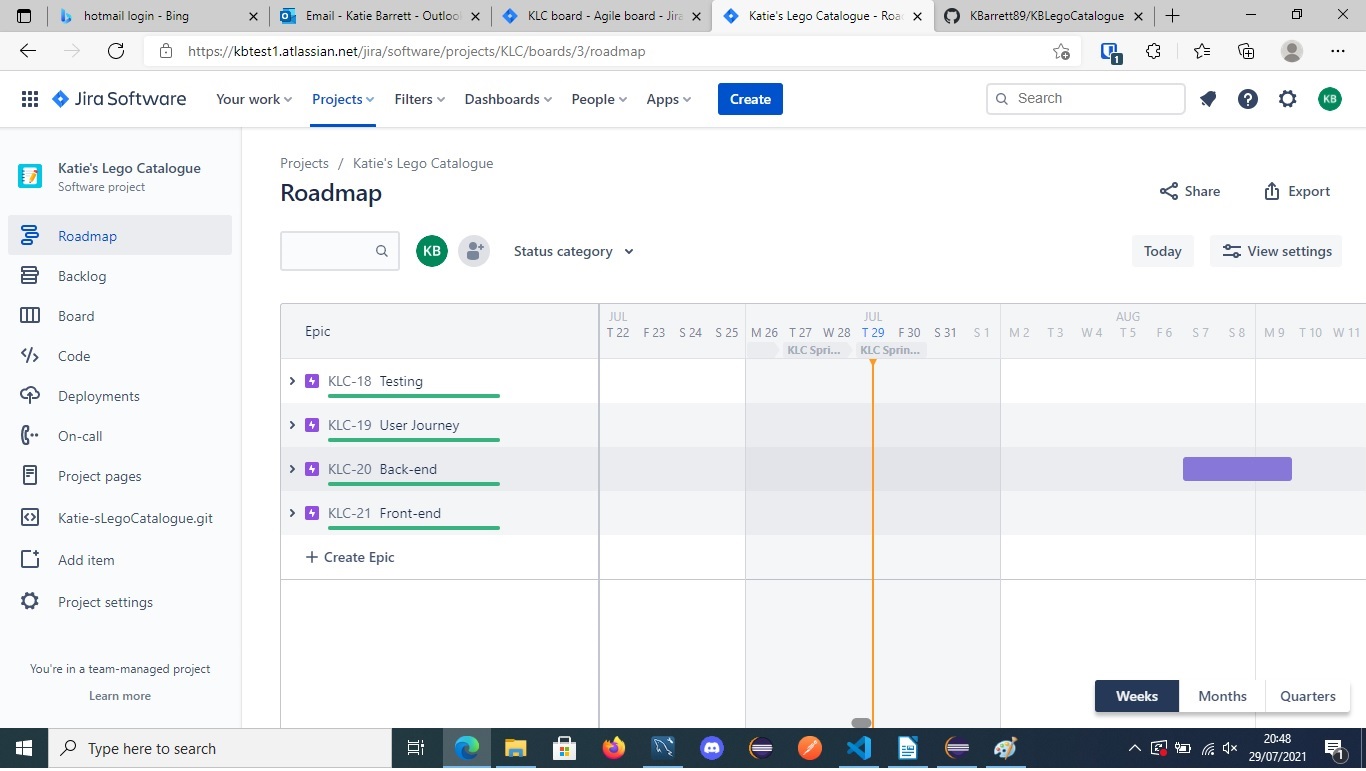 hotmail login - Bing
Email - Katie Barrett - Outlook
KLC board - Agile board - Jira
Katie's Lego Catalogue - Roa
KBarrett89/KBLegoCatalogue
https://kbtest1.atlassian.net/jira/software/projects/KLC/boards/3/roadmap
1
Jira Software
Your work
Projects
Filters
Dashboards
People
Apps
Create
Search
KB
Katie's Lego Catalogue
Software project
Roadmap
Backlog
Board
Code
Deployments
On-call
Project pages
Katie-sLegoCatalogue.git
Add item
Project settings
You're in a team-managed project
Learn more
Projects / Katie's Lego Catalogue
Roadmap
Share
Export
KB
Status category
Today
View settings
Epic
JUL
JUL
AUG
T 22 F 23 S 24 S 25 M 26 T 27 W 28 T 29 F 30 S 31 S 1 M 2 T 3 W 4 T 5 F 6 S 7 S 8 M 9 T 10 W 11
KLC Spri...
KLC Sprin...
KLC-18 Testing
KLC-19 User Journey
KLC-20 Back-end
KLC-21 Front-end
+ Create Epic
Weeks
Months
Quarters
Type here to search
20:48
29/07/2021
1